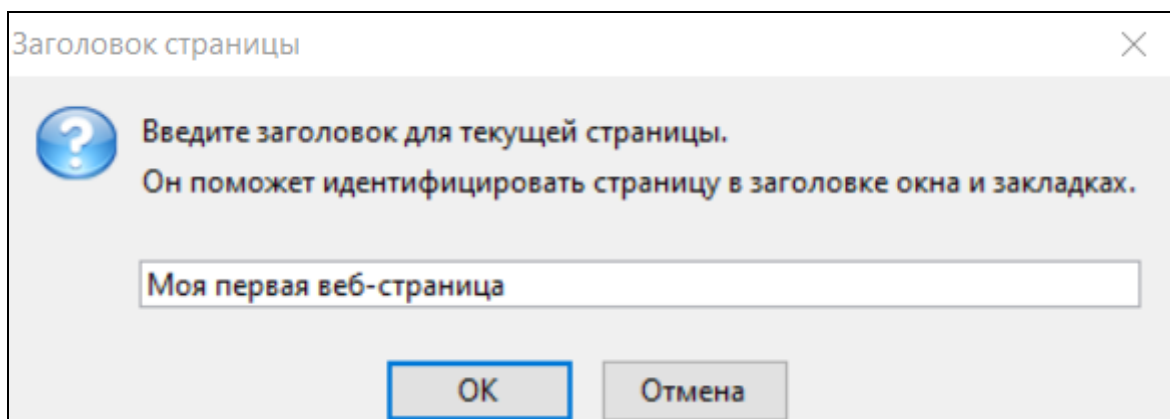 Заголовок страницы
Введите заголовок для текущей страницы.
Он поможет идентифицировать страницу в заголовке окна и закладках.
Моя первая веб-страница
ОК Отмена